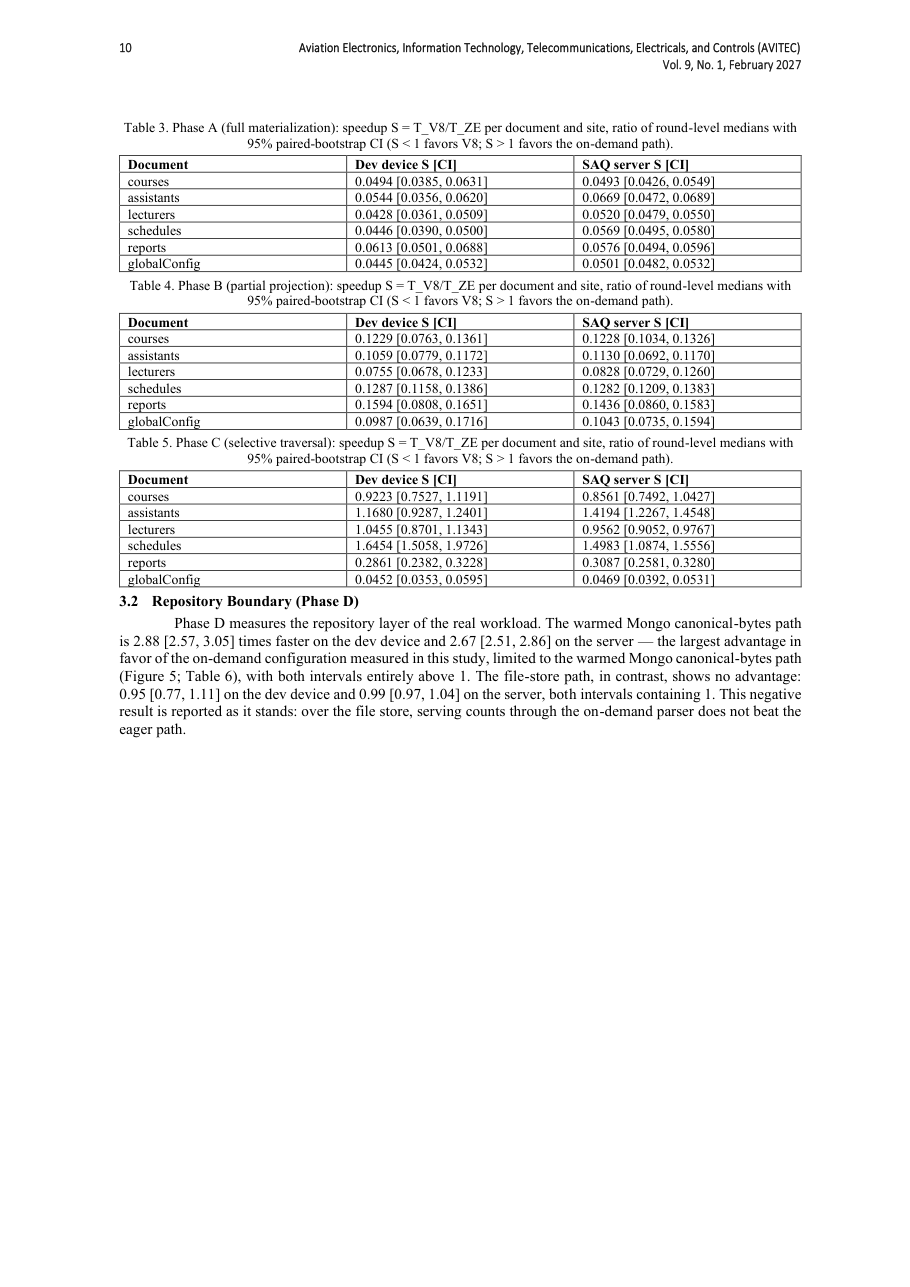 10 Aviation Electronics, Information Technology, Telecommunications, Electricals, and Controls (AVITEC)
Vol. 9, No. 1, February 2027
Table 3. Phase A (full materialization): speedup S = T_V8/T_ZE per document and site, ratio of round-level medians with
95% paired-bootstrap CI (S < 1 favors V8; S > 1 favors the on-demand path).
Document Dev device S [CI] SAQ server S [CI]
courses 0.0494 [0.0385, 0.0631] 0.0493 [0.0426, 0.0549]
assistants 0.0544 [0.0356, 0.0620] 0.0669 [0.0472, 0.0689]
lecturers 0.0428 [0.0361, 0.0509] 0.0520 [0.0479, 0.0550]
schedules 0.0446 [0.0390, 0.0500] 0.0569 [0.0495, 0.0580]
reports 0.0613 [0.0501, 0.0688] 0.0576 [0.0494, 0.0596]
globalConfig 0.0445 [0.0424, 0.0532] 0.0501 [0.0482, 0.0532]
Table 4. Phase B (partial projection): speedup S = T_V8/T_ZE per document and site, ratio of round-level medians with
95% paired-bootstrap CI (S < 1 favors V8; S > 1 favors the on-demand path).
Document Dev device S [CI] SAQ server S [CI]
courses 0.1229 [0.0763, 0.1361] 0.1228 [0.1034, 0.1326]
assistants 0.1059 [0.0779, 0.1172] 0.1130 [0.0692, 0.1170]
lecturers 0.0755 [0.0678, 0.1233] 0.0828 [0.0729, 0.1260]
schedules 0.1287 [0.1158, 0.1386] 0.1282 [0.1209, 0.1383]
reports 0.1594 [0.0808, 0.1651] 0.1436 [0.0860, 0.1583]
globalConfig 0.0987 [0.0639, 0.1716] 0.1043 [0.0735, 0.1594]
Table 5. Phase C (selective traversal): speedup S = T_V8/T_ZE per document and site, ratio of round-level medians with
95% paired-bootstrap CI (S < 1 favors V8; S > 1 favors the on-demand path).
Document Dev device S [CI] SAQ server S [CI]
courses 0.9223 [0.7527, 1.1191] 0.8561 [0.7492, 1.0427]
assistants 1.1680 [0.9287, 1.2401] 1.4194 [1.2267, 1.4548]
lecturers 1.0455 [0.8701, 1.1343] 0.9562 [0.9052, 0.9767]
schedules 1.6454 [1.5058, 1.9726] 1.4983 [1.0874, 1.5556]
reports 0.2861 [0.2382, 0.3228] 0.3087 [0.2581, 0.3280]
globalConfig 0.0452 [0.0353, 0.0595] 0.0469 [0.0392, 0.0531]
3.2 Repository Boundary (Phase D)
Phase D measures the repository layer of the real workload. The warmed Mongo canonical-bytes path
is 2.88 [2.57, 3.05] times faster on the dev device and 2.67 [2.51, 2.86] on the server — the largest advantage in
favor of the on-demand configuration measured in this study, limited to the warmed Mongo canonical-bytes path
(Figure 5; Table 6), with both intervals entirely above 1. The file-store path, in contrast, shows no advantage:
0.95 [0.77, 1.11] on the dev device and 0.99 [0.97, 1.04] on the server, both intervals containing 1. This negative
result is reported as it stands: over the file store, serving counts through the on-demand parser does not beat the
eager path.